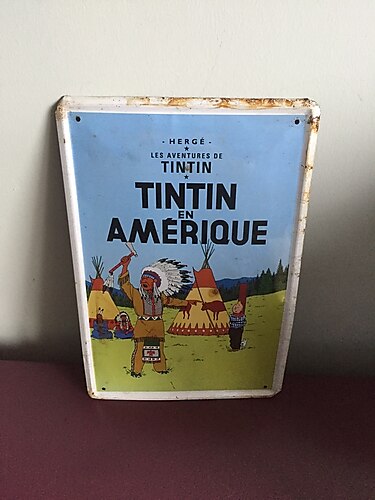 - HERGÉ -
LES AVENTURES DE
TINTIN
TINTIN
EN
AMÉRIQUE